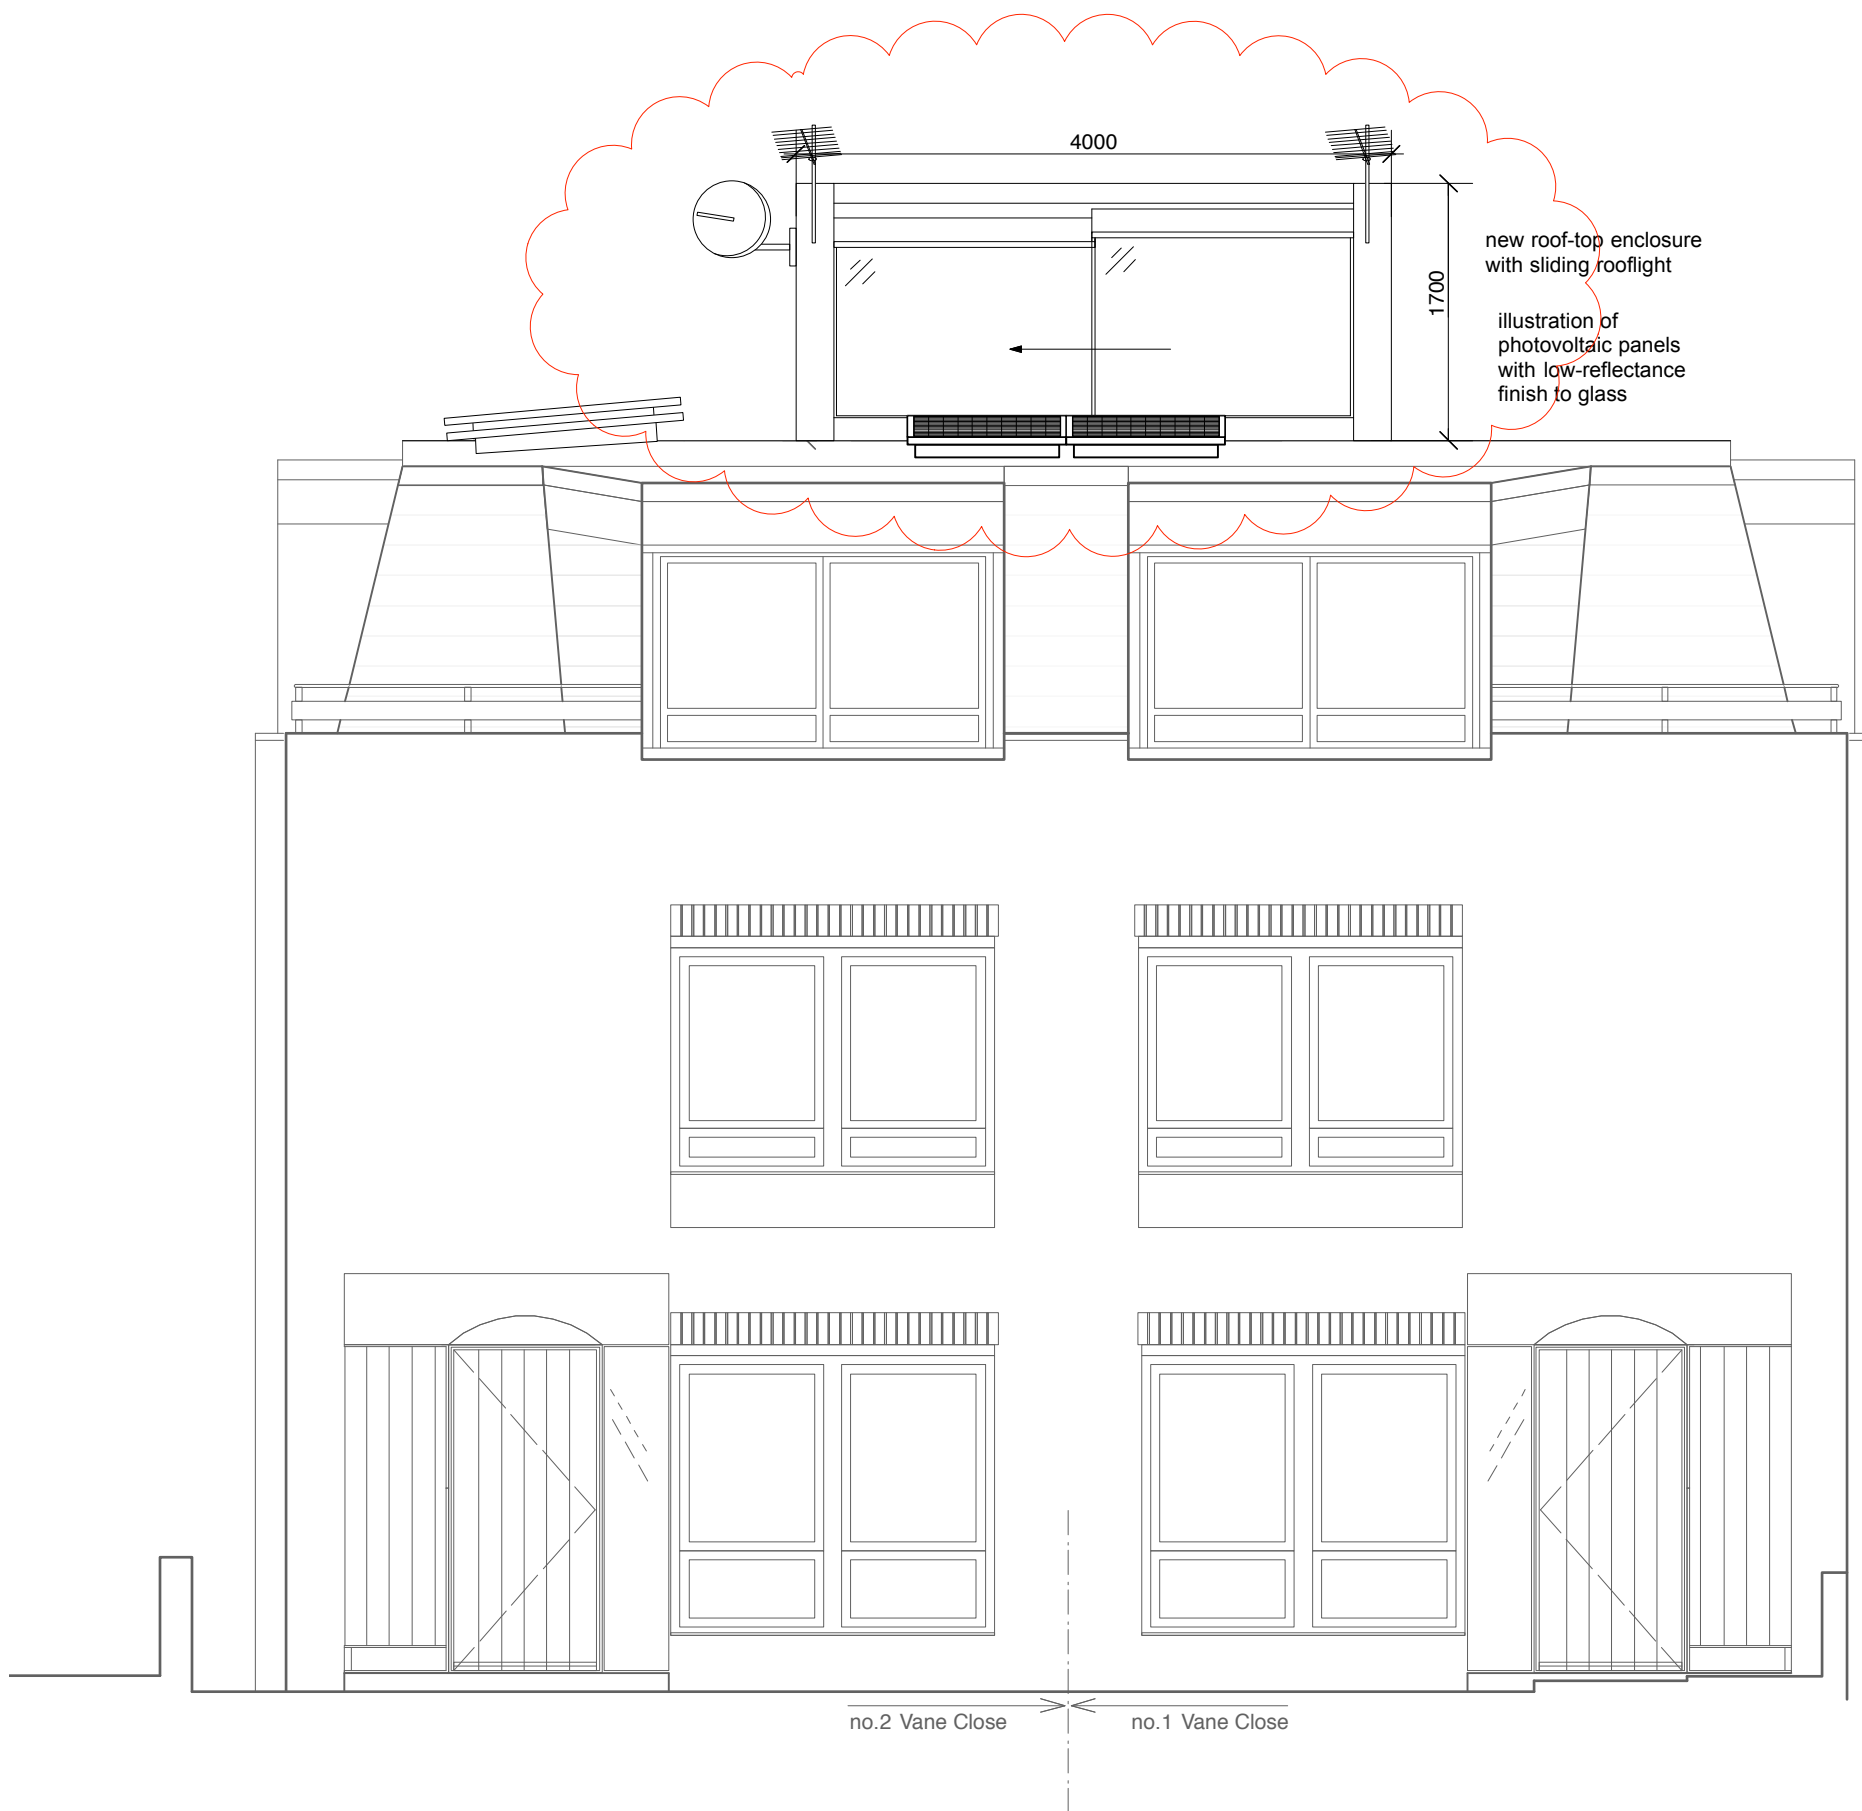 4000
new roof-top enclosure
with sliding rooflight
1700
illustration of
photovoltaic panels
with low-reflectance
finish to glass
no.2 Vane Close
no.1 Vane Close